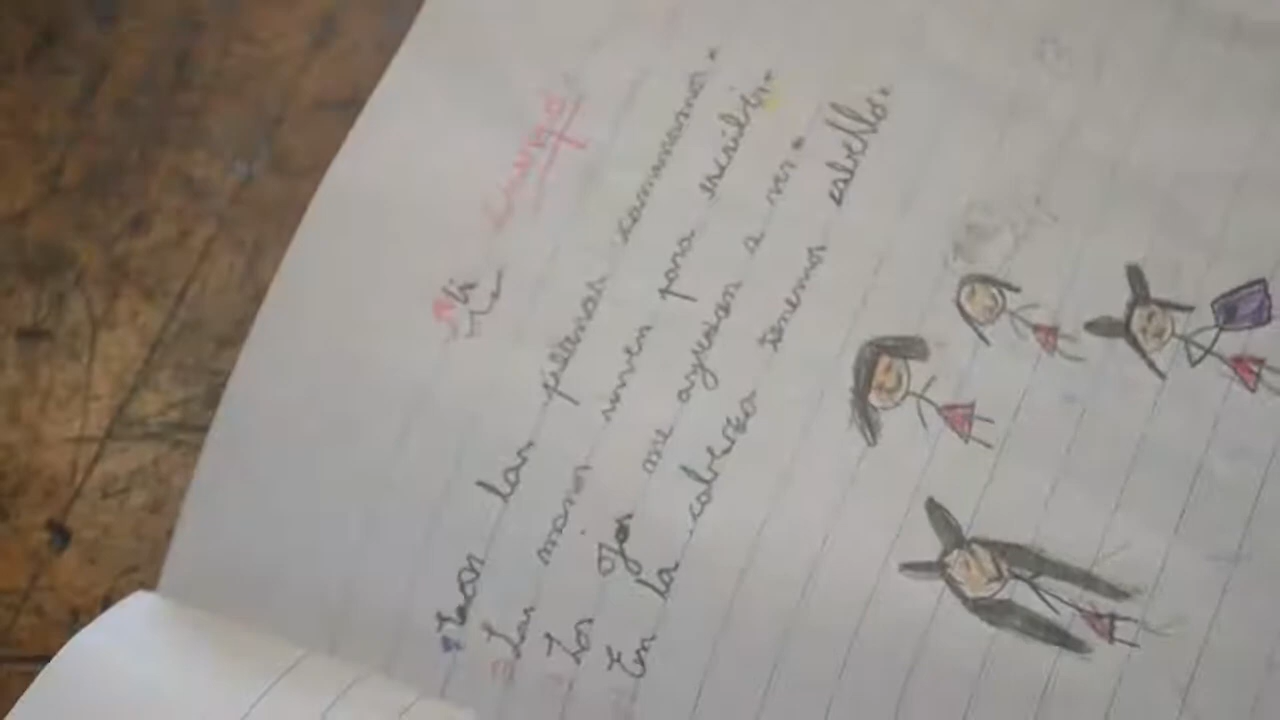 Mi cuerpo
Con las piernas caminamos.
Las manos sirven para escribir.
Los ojos me ayudan a ver.
En la cabeza tenemos cabello.